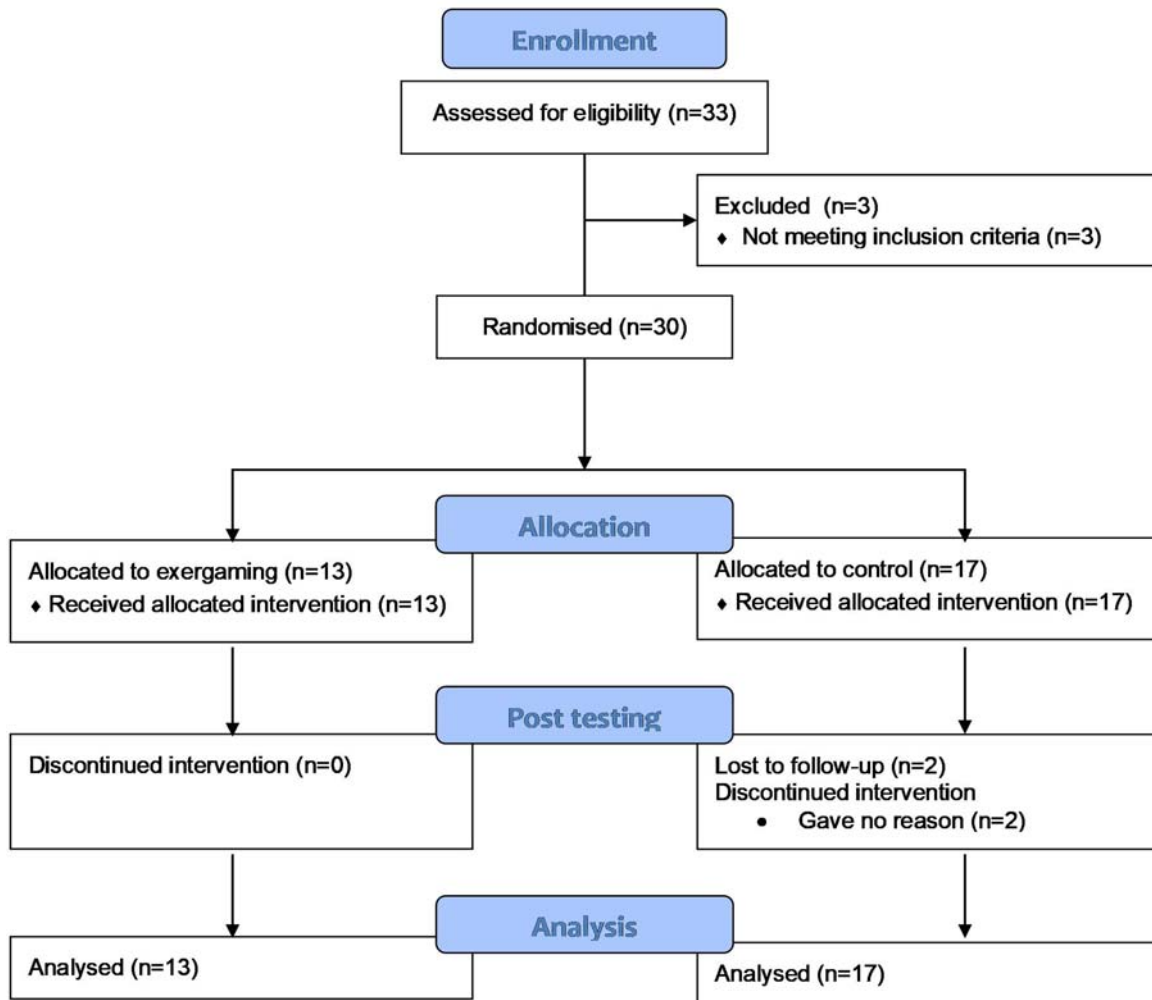 Enrollment
Assessed for eligibility (n=33)
Excluded (n=3)
♦ Not meeting inclusion criteria (n=3)
Randomised (n=30)
Allocation
Allocated to exergaming (n=13)
♦ Received allocated intervention (n=13)
Allocated to control (n=17)
♦ Received allocated intervention (n=17)
Post testing
Discontinued intervention (n=0)
Lost to follow-up (n=2)
Discontinued intervention
• Gave no reason (n=2)
Analysis
Analysed (n=13)
Analysed (n=17)